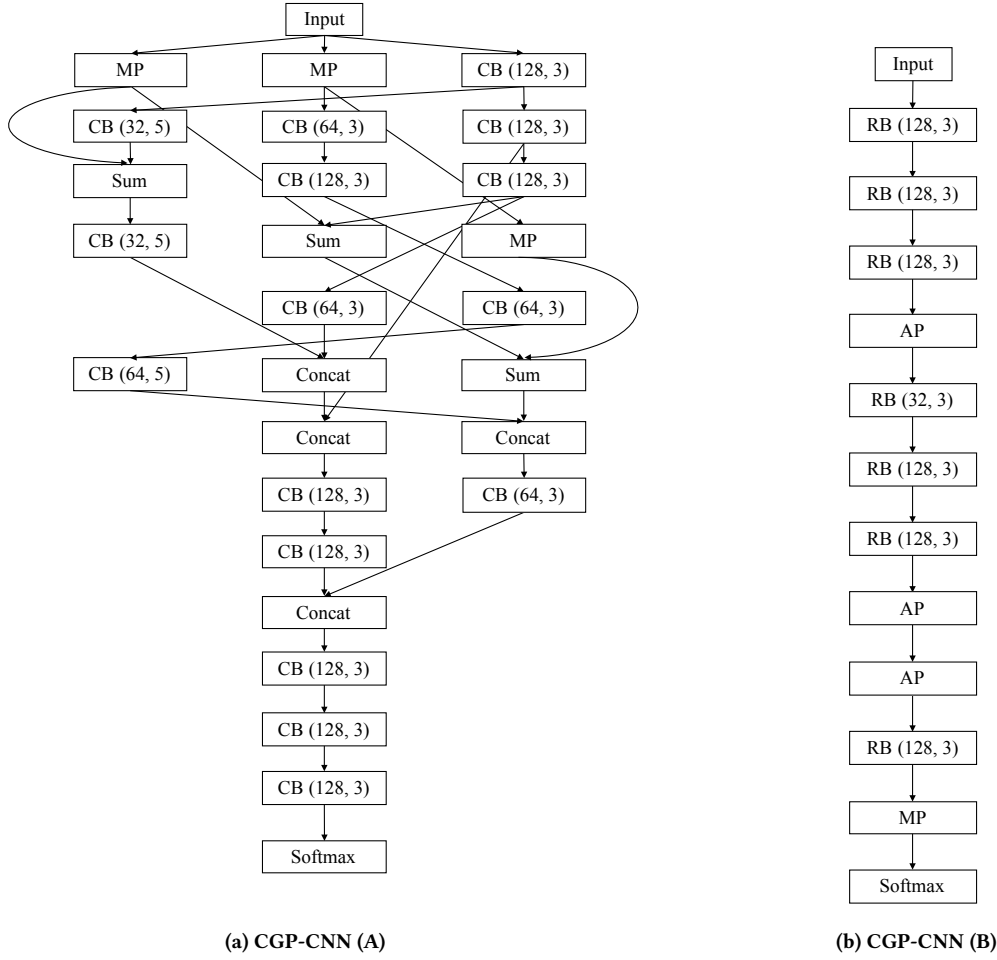 Input
MP
MP
CB (128, 3)
CB (32, 5)
CB (64, 3)
CB (128, 3)
Sum
CB (128, 3)
CB (128, 3)
CB (32, 5)
Sum
MP
CB (64, 3)
CB (64, 3)
CB (64, 5)
Concat
Sum
Concat
Concat
CB (128, 3)
CB (64, 3)
CB (128, 3)
Concat
CB (128, 3)
CB (128, 3)
CB (128, 3)
Softmax
(a) CGP-CNN (A)
Input
RB (128, 3)
RB (128, 3)
RB (128, 3)
AP
RB (32, 3)
RB (128, 3)
RB (128, 3)
AP
AP
RB (128, 3)
MP
Softmax
(b) CGP-CNN (B)